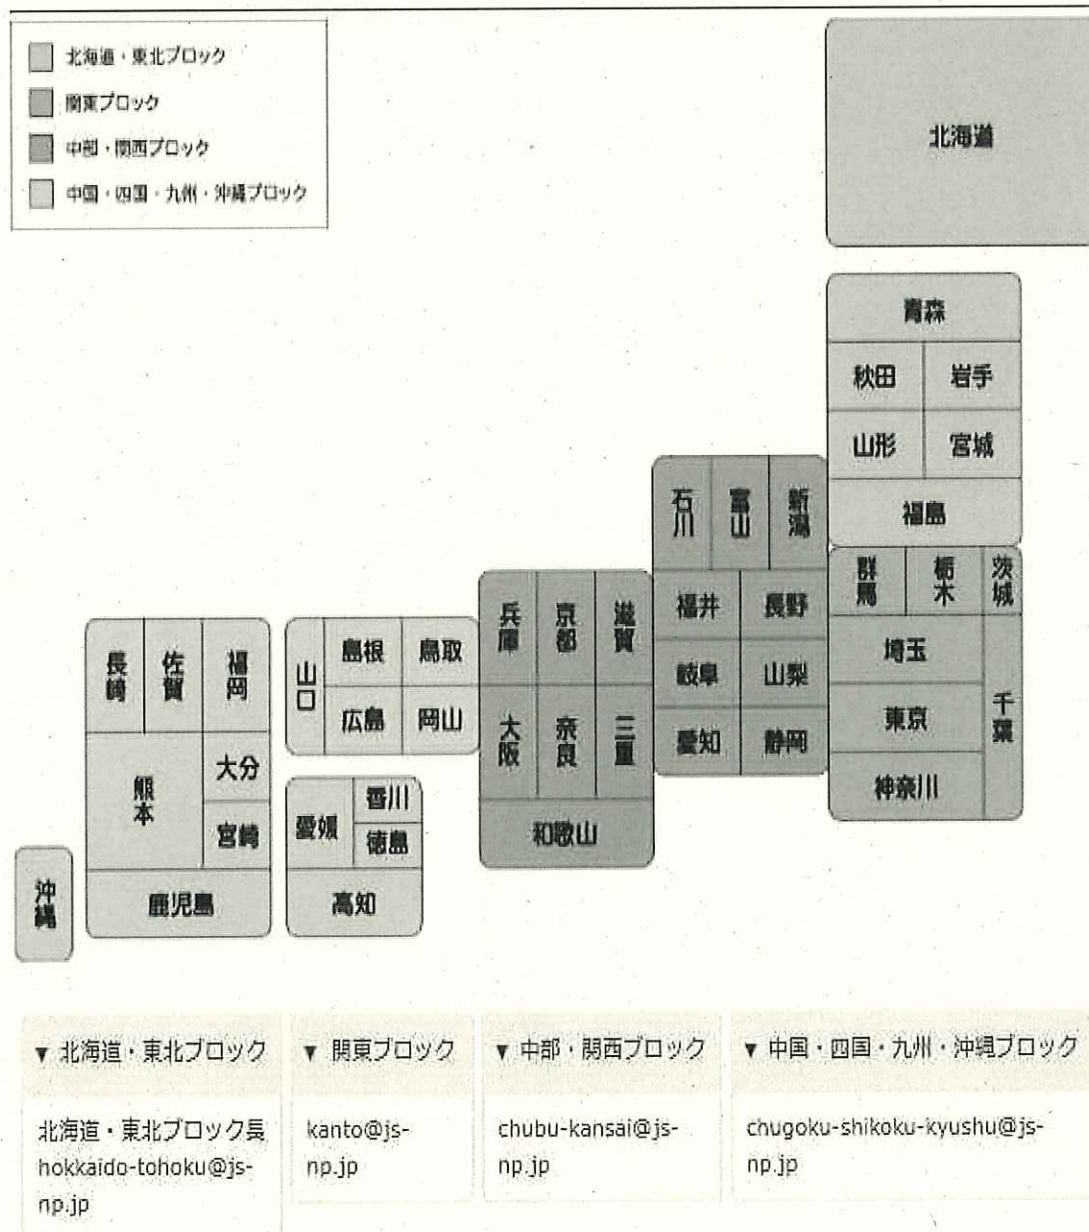 北海道・東北ブロック
関東ブロック
中部・関西ブロック
中国・四国・九州・沖縄ブロック
北海道
青森
秋田
岩手
山形
宮城
福島
石川
富山
新潟
群馬
栃木
茨城
兵庫
京都
滋賀
福井
長野
長崎
佐賀
福岡
山口
島根
鳥取
埼玉
岐阜
山梨
千葉
広島
岡山
大阪
奈良
三重
東京
愛知
静岡
熊本
大分
愛媛
香川
神奈川
宮崎
徳島
和歌山
沖縄
鹿児島
高知
▼ 北海道・東北ブロック
北海道・東北ブロック長
hokkaido-tohoku@js-
np.jp
▼ 関東ブロック
kanto@js-
np.jp
▼ 中部・関西ブロック
chubu-kansai@js-
np.jp
▼ 中国・四国・九州・沖縄ブロック
chugoku-shikoku-kyushu@js-
np.jp